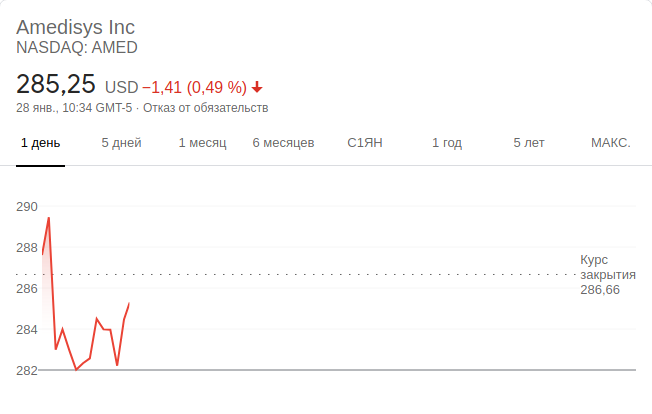 Amedisys Inc
NASDAQ: AMED
285,25 USD −1,41 (0,49 %)
28 янв., 10:34 GMT-5 · Отказ от обязательств
1 день 5 дней 1 месяц 6 месяцев С1ЯН 1 год 5 лет МАКС.
290
288
286
284
282
Курс
закрытия
286,66